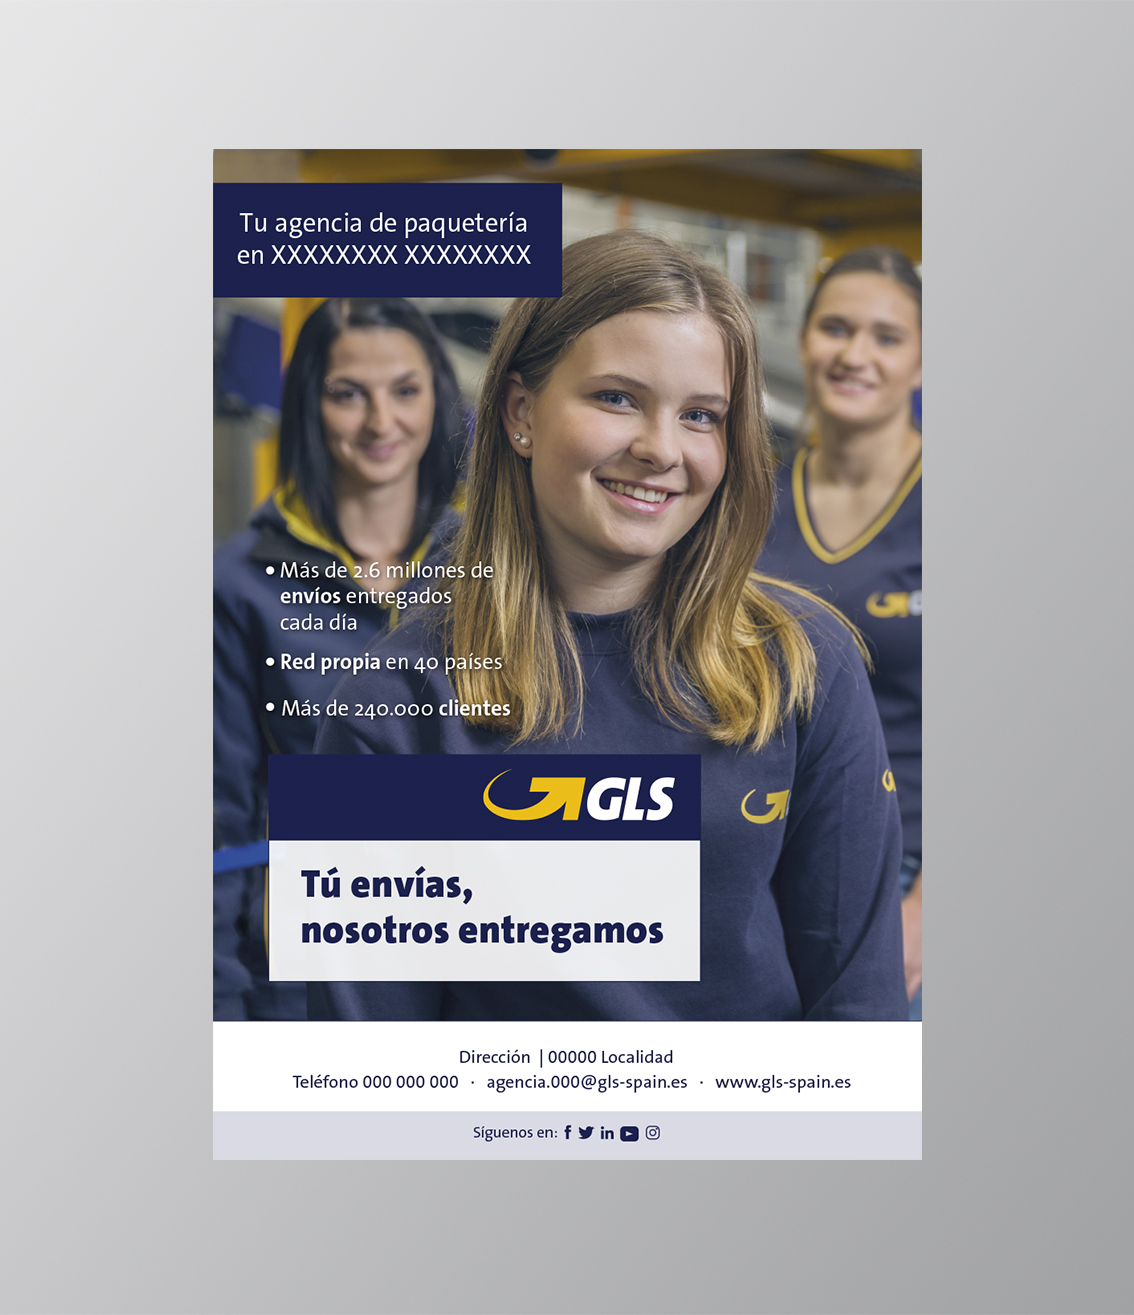 Tu agencia de paquetería
en XXXXXXXX XXXXXXXX
• Más de 2.6 millones de
envíos entregados
cada día
• Red propia en 40 países
• Más de 240.000 clientes
GLS
Tú envías,
nosotros entregamos
Dirección | 00000 Localidad
Teléfono 000 000 000 · agencia.000@gls-spain.es · www.gls-spain.es
Síguenos en: